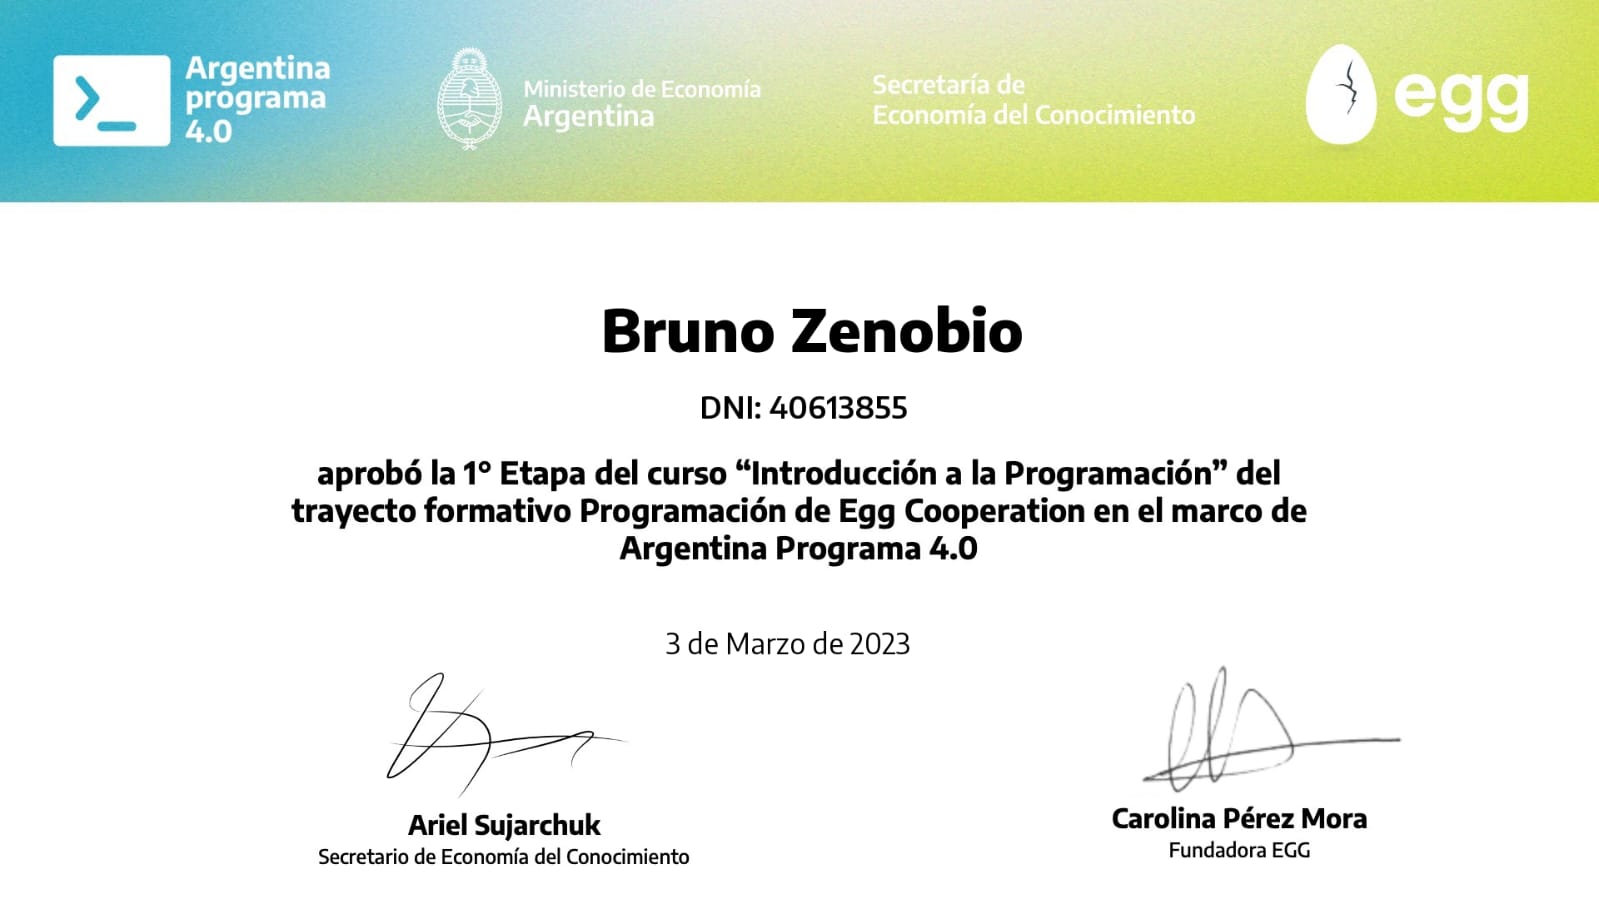 Argentina
programa
4.0
Ministerio de Economía
Argentina
Secretaría de
Economía del Conocimiento
egg
Bruno Zenobio
DNI: 40613855
aprobó la 1° Etapa del curso “Introducción a la Programación” del
trayecto formativo Programación de Egg Cooperation en el marco de
Argentina Programa 4.0
3 de Marzo de 2023
Ariel Sujarchuk
Secretario de Economía del Conocimiento
Carolina Pérez Mora
Fundadora EGG